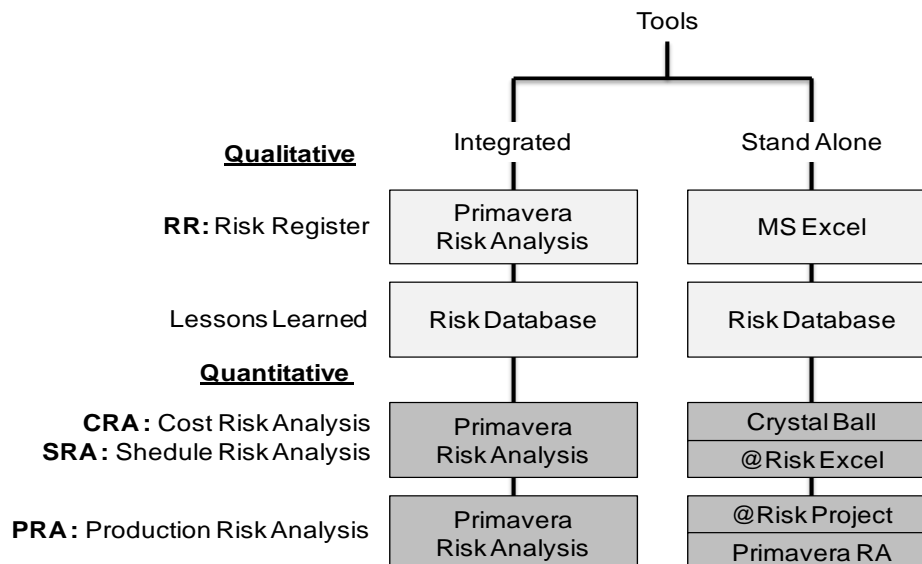 Tools
Integrated
Stand Alone
Qualitative
RR: Risk Register
Primavera
Risk Analysis
MS Excel
Lessons Learned
Risk Database
Risk Database
Quantitative
CRA: Cost Risk Analysis
SRA: Shedule Risk Analysis
Primavera
Risk Analysis
Crystal Ball
@Risk Excel
PRA: Production Risk Analysis
Primavera
Risk Analysis
@Risk Project
Primavera RA